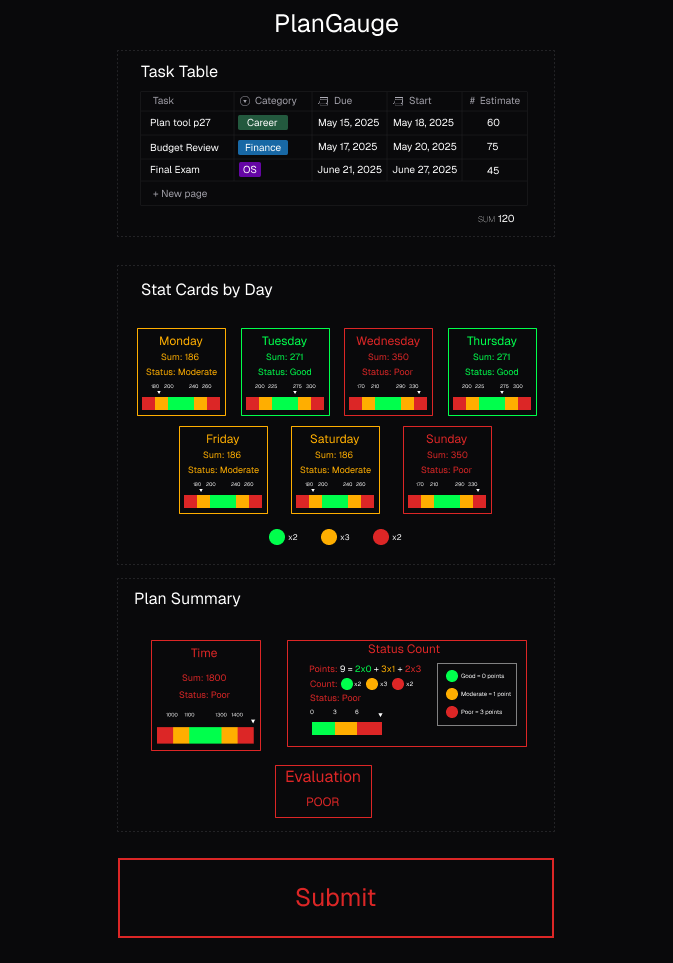 PlanGauge
Task Table
Task Category Due Start # Estimate
Plan tool p27 Career May 15, 2025 May 18, 2025 60
Budget Review Finance May 17, 2025 May 20, 2025 75
Final Exam OS June 21, 2025 June 27, 2025 45
+ New page
SUM 120
Stat Cards by Day
Monday Tuesday Wednesday Thursday
Sum: 186 Sum: 271 Sum: 350 Sum: 271
Status: Moderate Status: Good Status: Poor Status: Good
180 200 240 260 200 225 275 300 170 210 290 330 200 225 275 300
Friday Saturday Sunday
Sum: 186 Sum: 186 Sum: 350
Status: Moderate Status: Moderate Status: Poor
180 200 240 260 180 200 240 260 170 210 290 330
x2 x3 x2
Plan Summary
Time
Sum: 1800
Status: Poor
1000 1100 1300 1400
Status Count
Points: 9 = 2x0 + 3x1 + 2x3
Count: x2 x3 x2
Status: Poor
0 3 6
Good = 0 points
Moderate = 1 point
Poor = 3 points
Evaluation
POOR
Submit